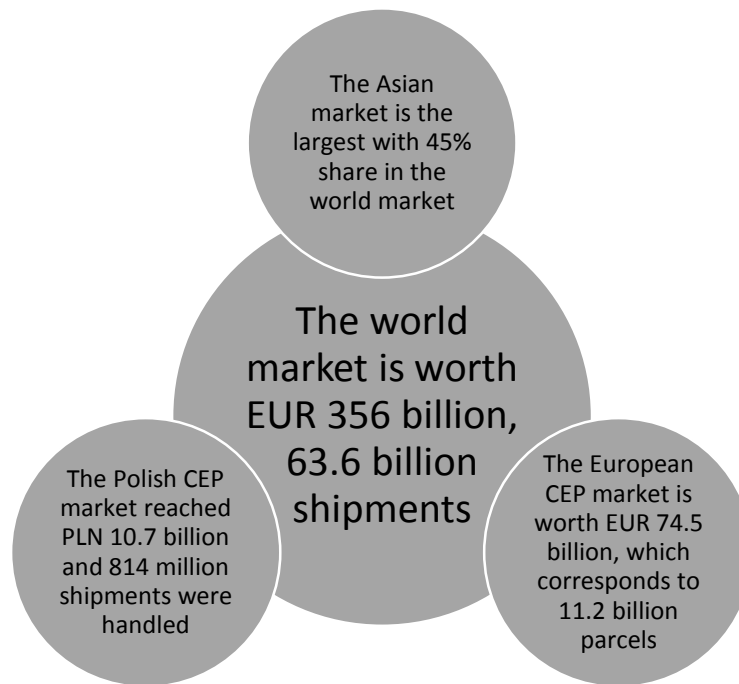 The Asian
market is the
largest with 45%
share in the
world market
The world
market is worth
EUR 356 billion,
63.6 billion
shipments
The Polish CEP
market reached
PLN 10.7 billion
and 814 million
shipments were
handled
The European
CEP market is
worth EUR 74.5
billion, which
corresponds to
11.2 billion
parcels